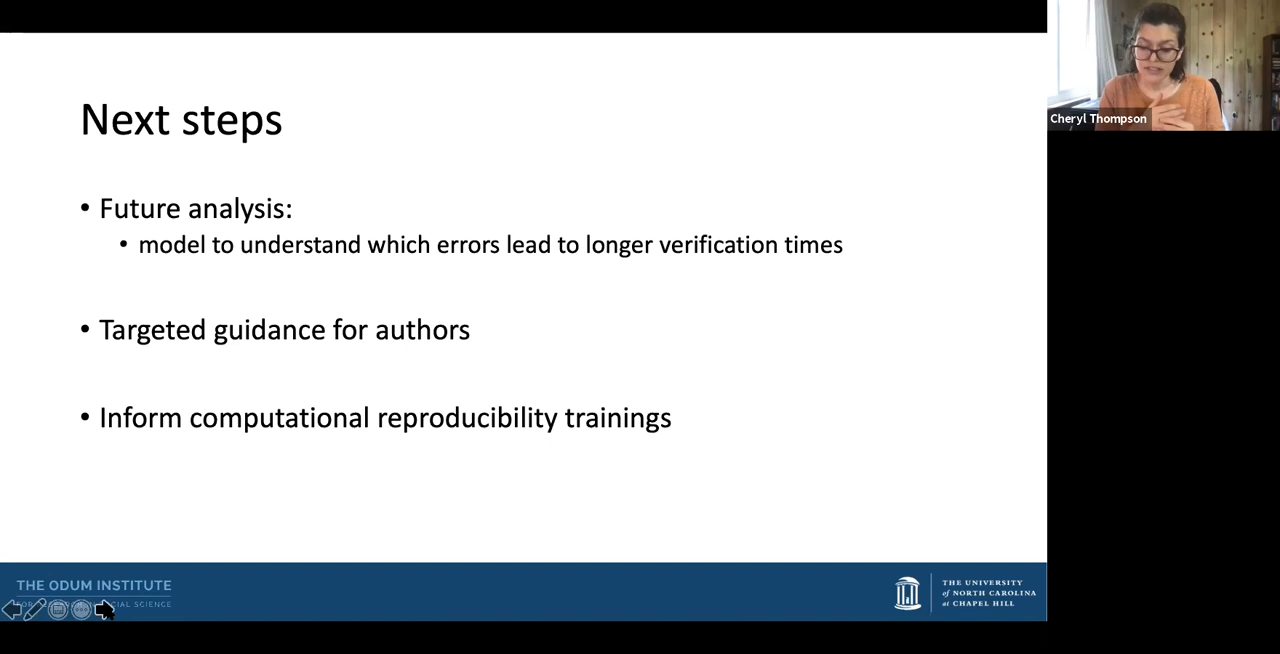 Next steps
• Future analysis:
• model to understand which errors lead to longer verification times
• Targeted guidance for authors
• Inform computational reproducibility trainings
Cheryl Thompson
THE ODUM INSTITUTE
SCIENCE
THE UNIVERSITY
of NORTH CAROLINA
at CHAPEL HILL